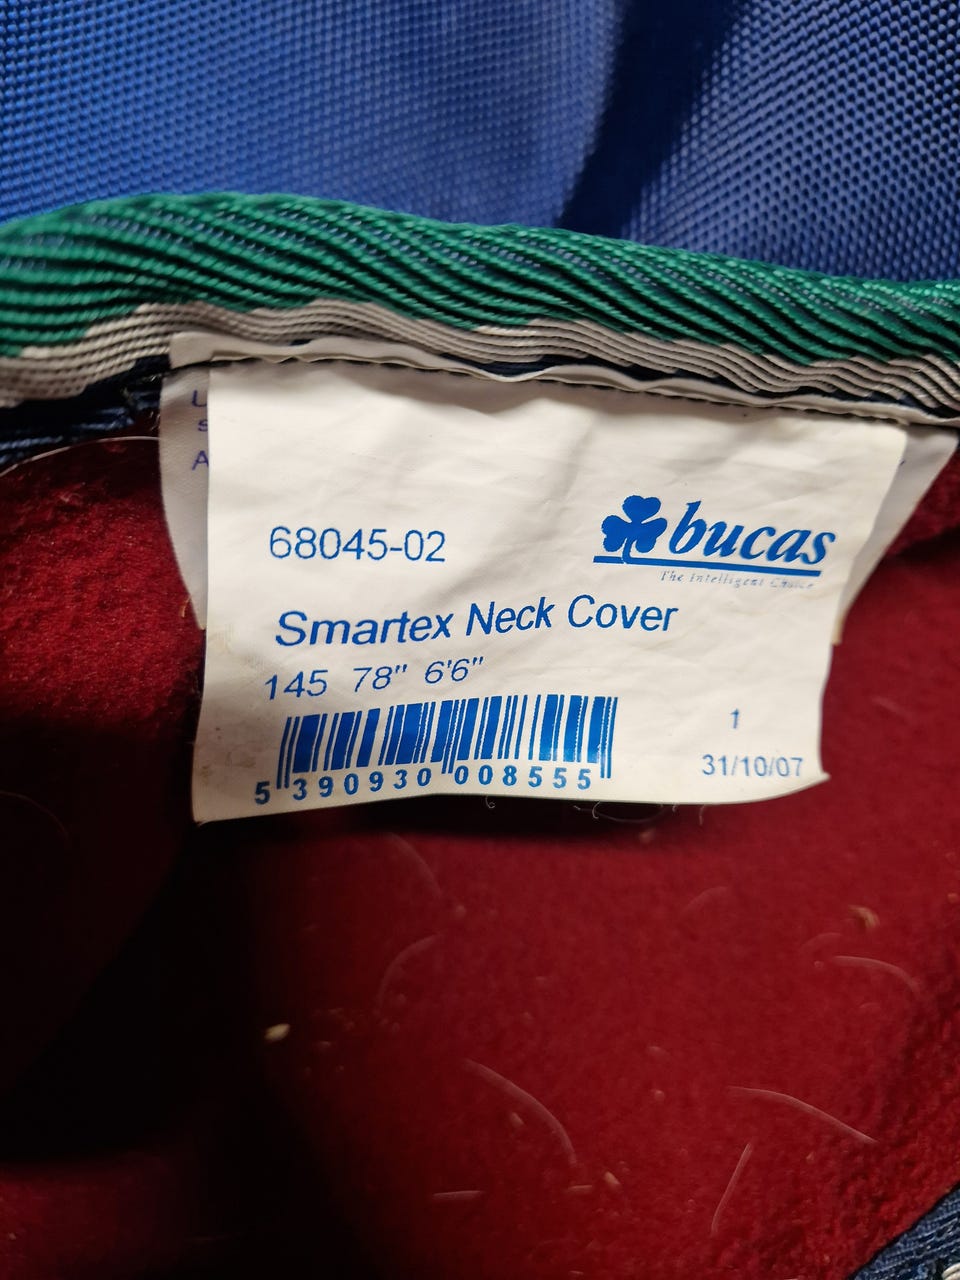 68045-02
bucas
The Intelligent Choice
Smartex Neck Cover
145 78" 6'6"
1
31/10/07
5 390930 008555